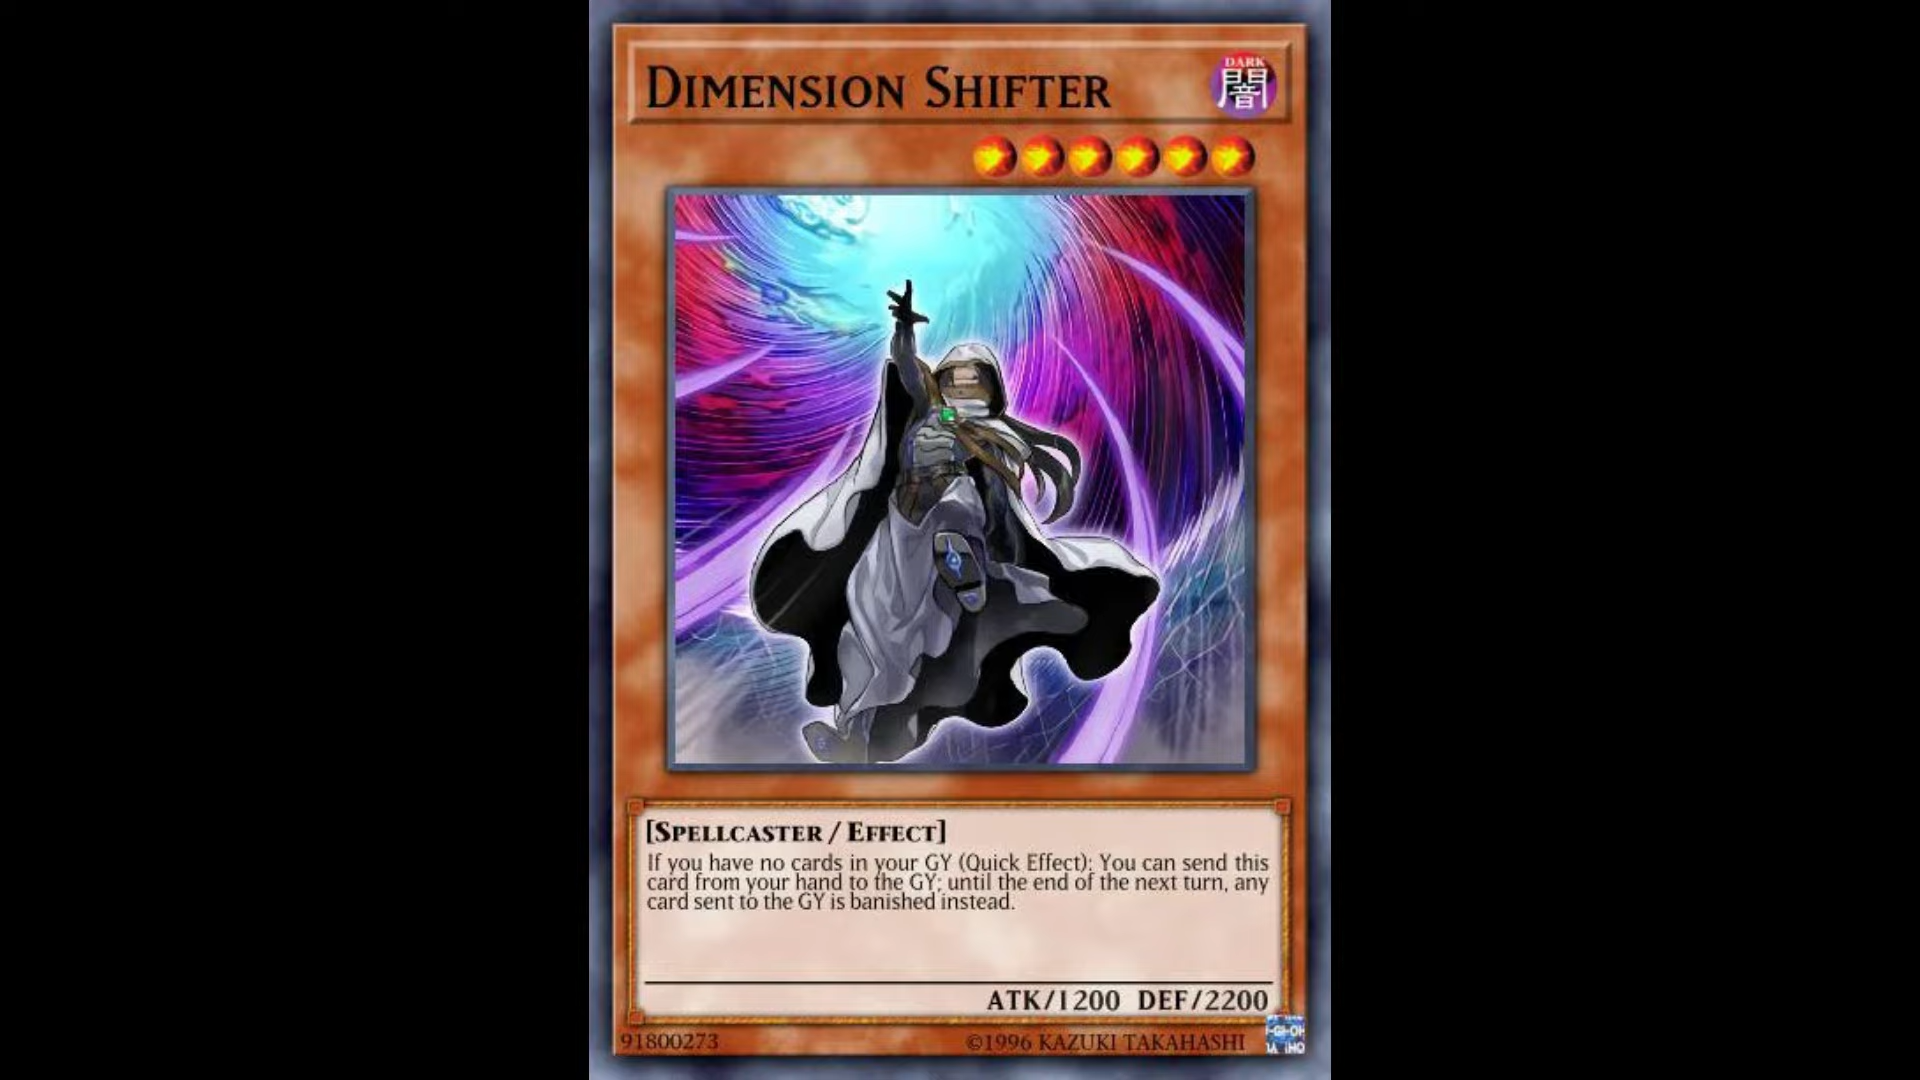 DIMENSION SHIFTER
DARK
闇
[SPELLCASTER / EFFECT]
If you have no cards in your GY (Quick Effect): You can send this
card from your hand to the GY; until the end of the next turn, any
card sent to the GY is banished instead.
ATK/1200 DEF/2200
91800273
©1996 KAZUKI TAKAHASHI